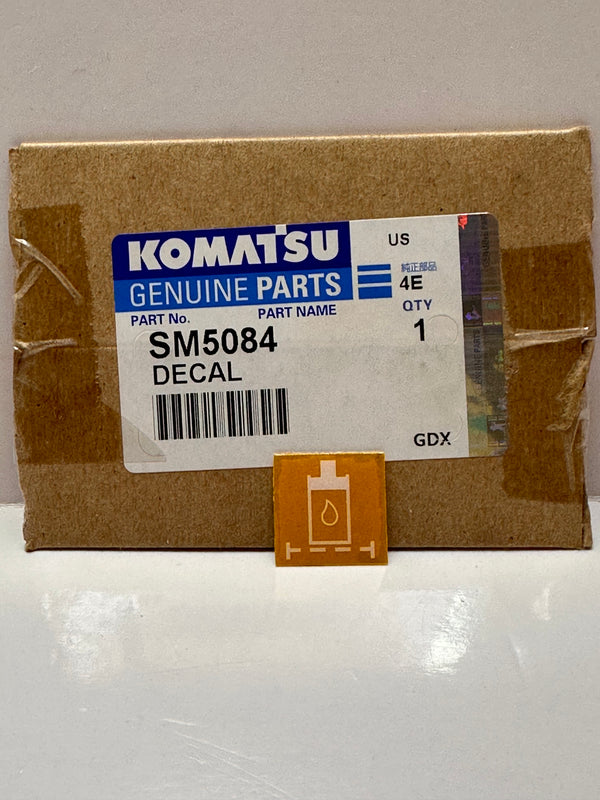 KOMATSU
GENUINE PARTS
US
純正部品
4E
PART No.
PART NAME
QTY
SM5084
1
DECAL
GDX